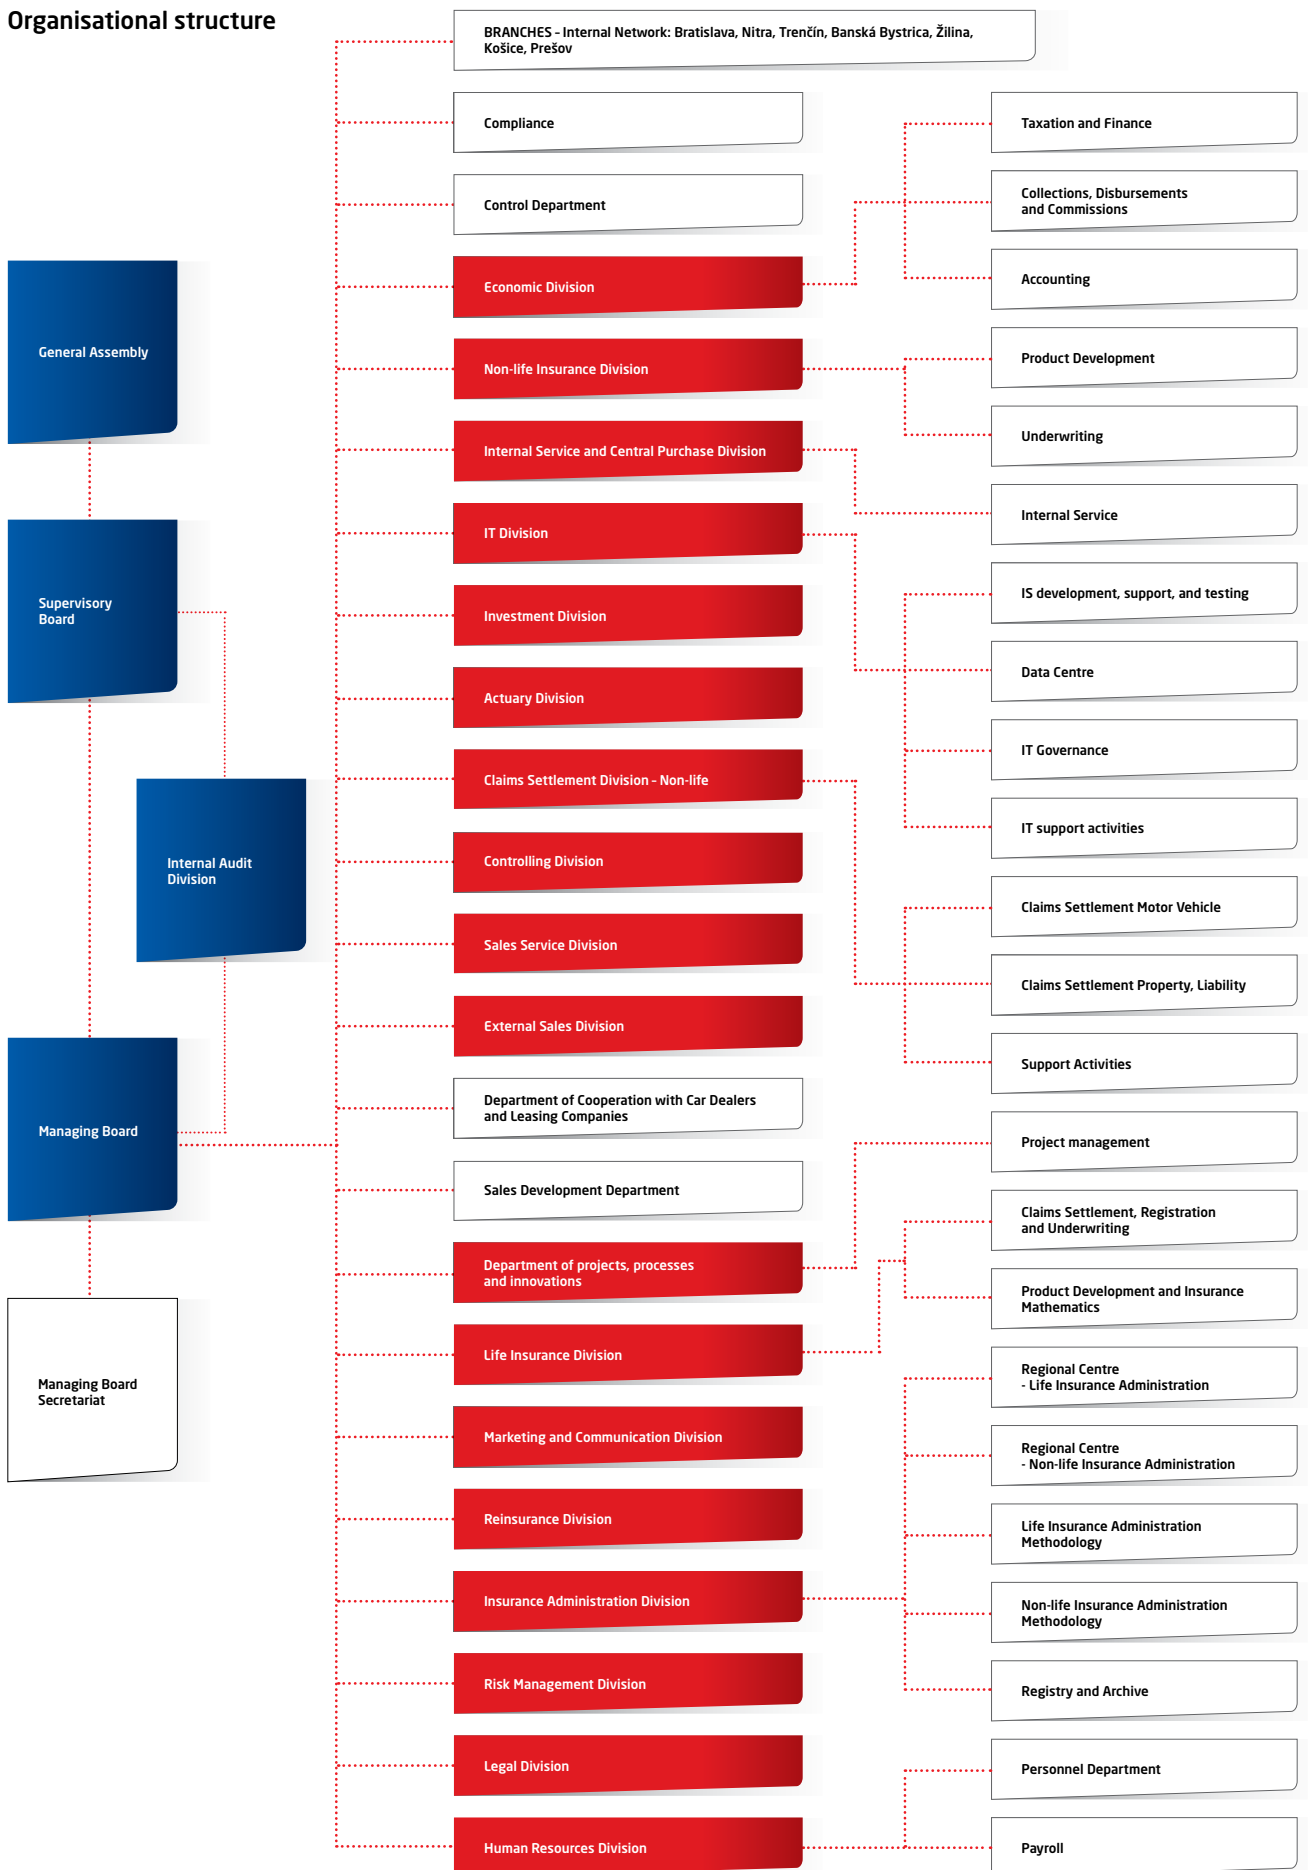 Organisational structure
General Assembly
Supervisory
Board
Internal Audit
Division
Managing Board
Managing Board
Secretariat
BRANCHES – Internal Network: Bratislava, Nitra, Trenčín, Banská Bystrica, Žilina,
Košice, Prešov
Compliance
Control Department
Economic Division
Non-life Insurance Division
Internal Service and Central Purchase Division
IT Division
Investment Division
Actuary Division
Claims Settlement Division – Non-life
Controlling Division
Sales Service Division
External Sales Division
Department of Cooperation with Car Dealers
and Leasing Companies
Sales Development Department
Department of projects, processes
and innovations
Life Insurance Division
Marketing and Communication Division
Reinsurance Division
Insurance Administration Division
Risk Management Division
Legal Division
Human Resources Division
Taxation and Finance
Collections, Disbursements
and Commissions
Accounting
Product Development
Underwriting
Internal Service
IS development, support, and testing
Data Centre
IT Governance
IT support activities
Claims Settlement Motor Vehicle
Claims Settlement Property, Liability
Support Activities
Project management
Claims Settlement, Registration
and Underwriting
Product Development and Insurance
Mathematics
Regional Centre
- Life Insurance Administration
Regional Centre
- Non-life Insurance Administration
Life Insurance Administration
Methodology
Non-life Insurance Administration
Methodology
Registry and Archive
Personnel Department
Payroll